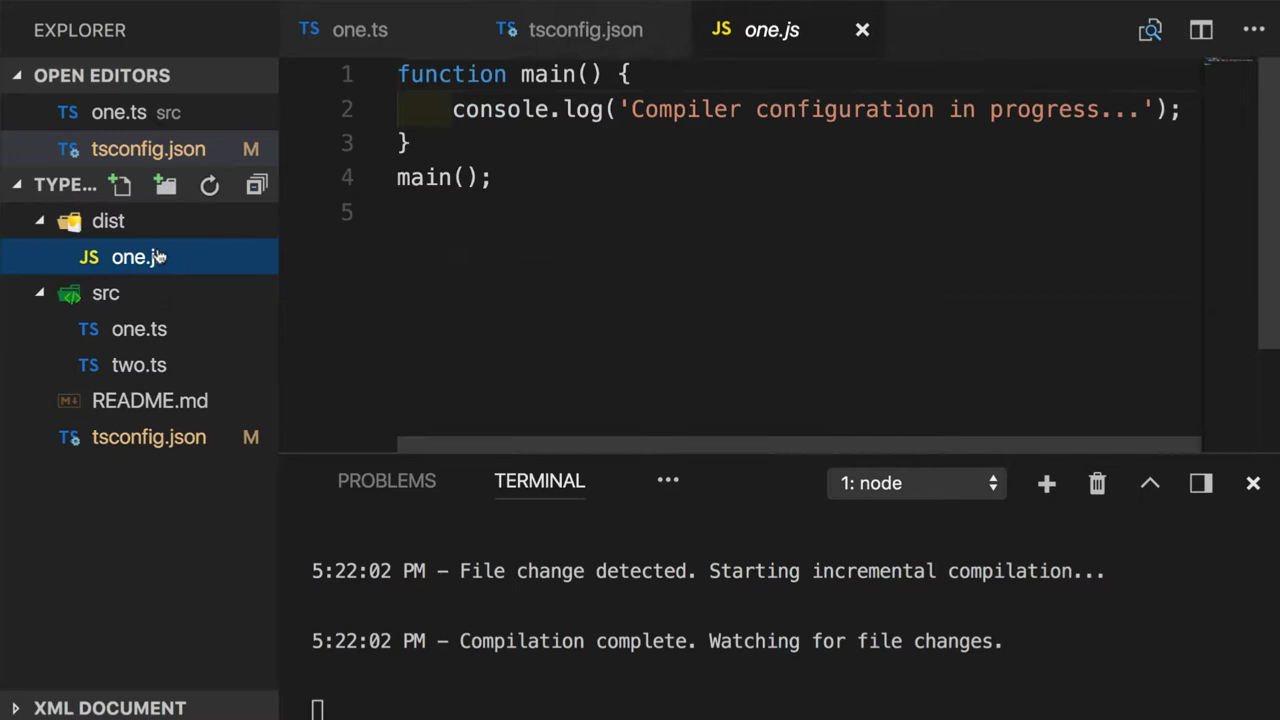 EXPLORER
TS one.ts
TS tsconfig.json
JS one.js
OPEN EDITORS
TS one.ts src
TS tsconfig.json M
TYPE...
dist
JS one.j
src
TS one.ts
TS two.ts
README.md
TS tsconfig.json M
XML DOCUMENT
1 function main() {
2 console.log('Compiler configuration in progress...');
3 }
4 main();
5
PROBLEMS TERMINAL ••• 1: node
5:22:02 PM - File change detected. Starting incremental compilation...
5:22:02 PM - Compilation complete. Watching for file changes.